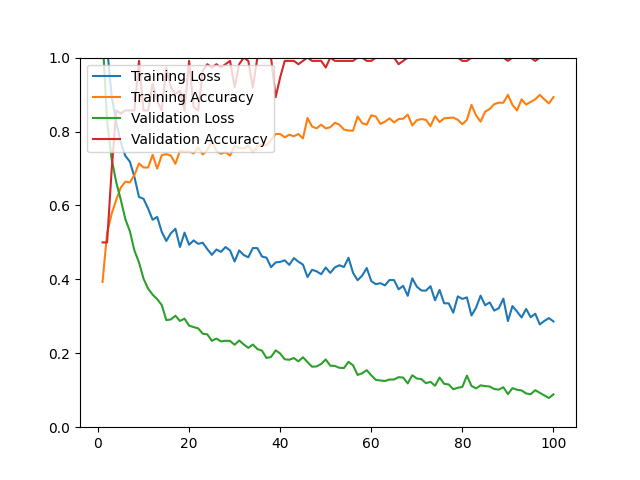 1.0
0.8
0.6
0.4
0.2
0.0
Training Loss
Training Accuracy
Validation Loss
Validation Accuracy
0 20 40 60 80 100